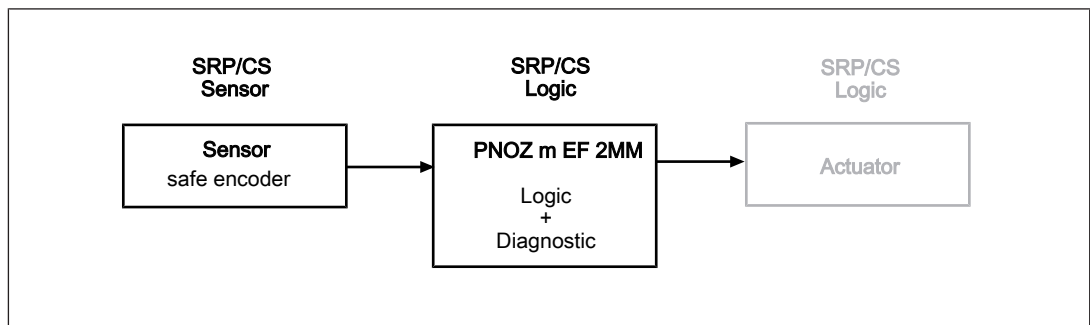 SRP/CS
Sensor
SRP/CS
Logic
SRP/CS
Logic
Sensor
safe encoder
PNOZ m EF 2MM
Logic
+
Diagnostic
Actuator